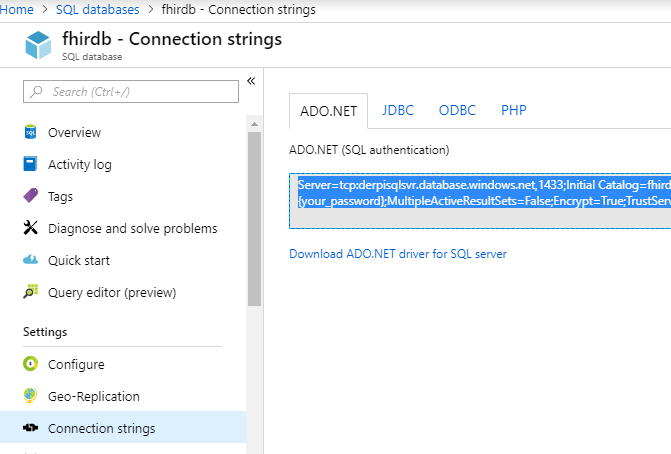 Home > SQL databases > fhirdb - Connection strings
fhirdb - Connection strings
SQL database
«
Search (Ctrl+/)
SQL
Overview
Activity log
Tags
Diagnose and solve problems
Quick start
Query editor (preview)
Settings
Configure
Geo-Replication
Connection strings
ADO.NET JDBC ODBC PHP
ADO.NET (SQL authentication)
Server=tcp:derpisqlsvr.database.windows.net,1433;Initial Catalog=fhird
{your_password};MultipleActiveResultSets=False;Encrypt=True;TrustServ
Download ADO.NET driver for SQL server